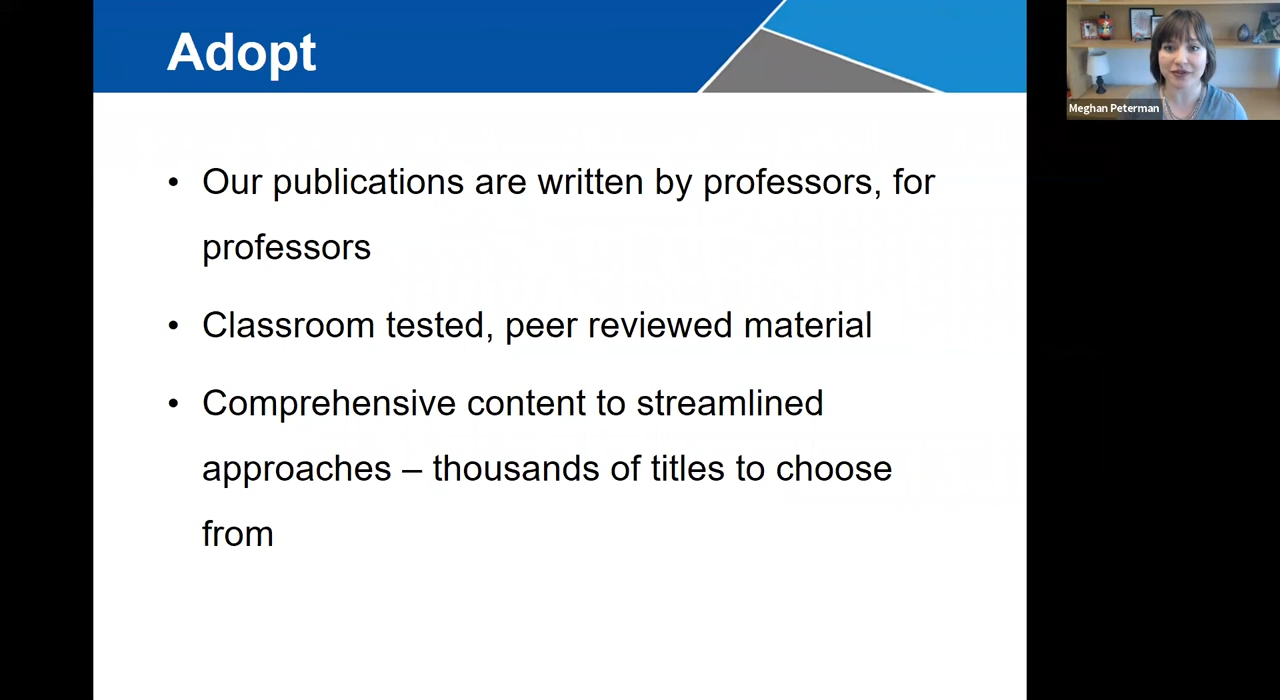 Adopt
• Our publications are written by professors, for
professors
• Classroom tested, peer reviewed material
• Comprehensive content to streamlined
approaches – thousands of titles to choose
from
Meghan Peterman